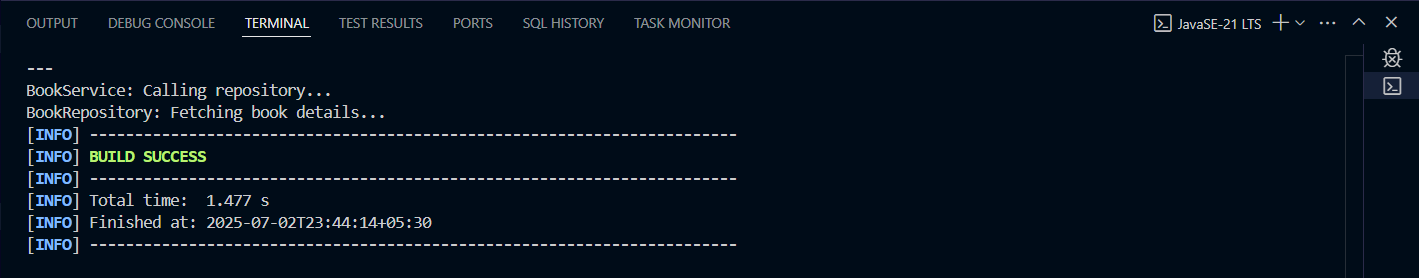 OUTPUT DEBUG CONSOLE TERMINAL TEST RESULTS PORTS SQL HISTORY TASK MONITOR JavaSE-21 LTS
---
BookService: Calling repository...
BookRepository: Fetching book details...
[INFO] ------------------------------------------------------------------------
[INFO] BUILD SUCCESS
[INFO] ------------------------------------------------------------------------
[INFO] Total time:  1.477 s
[INFO] Finished at: 2025-07-02T23:44:14+05:30
[INFO] ------------------------------------------------------------------------